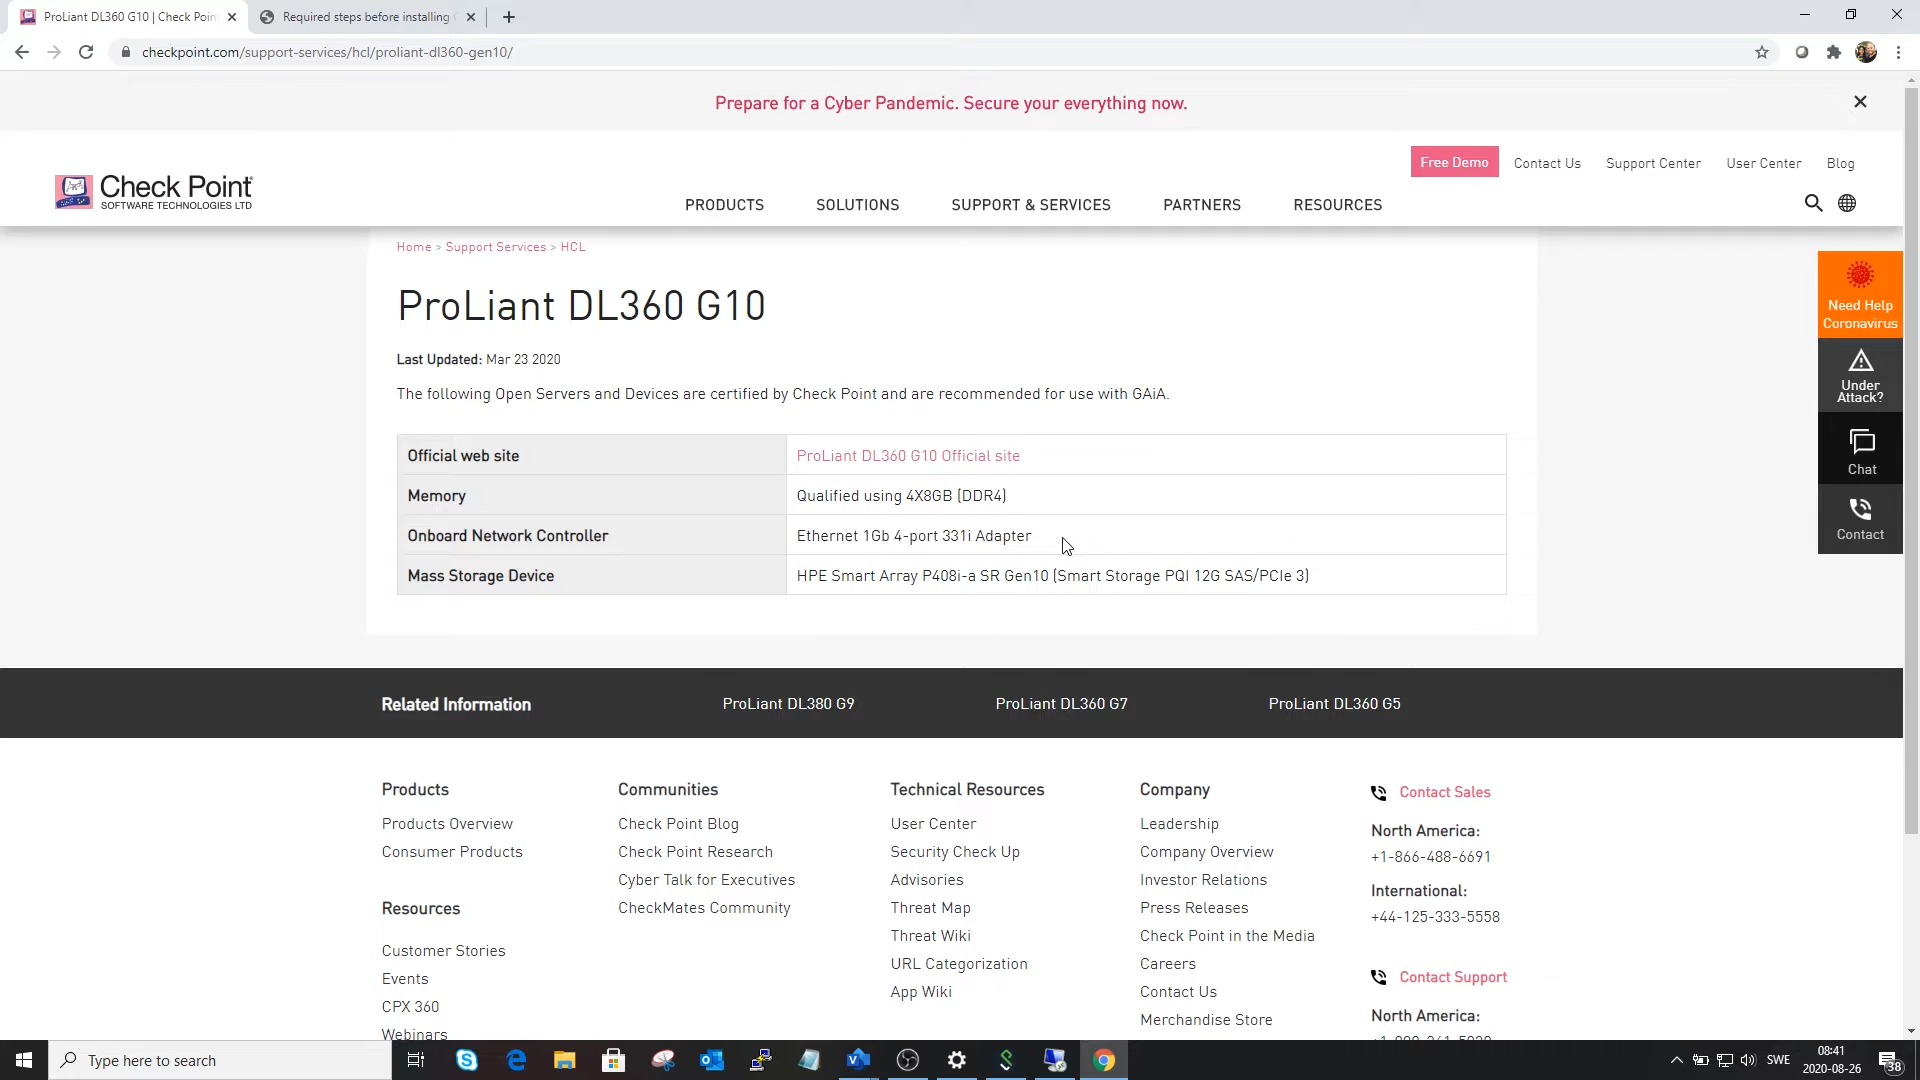 ProLiant DL360 G10 | Check Poin
Required steps before installing
checkpoint.com/support-services/hcl/proliant-dl360-gen10/
Prepare for a Cyber Pandemic. Secure your everything now.
Free Demo
Contact Us
Support Center
User Center
Blog
Check Point
SOFTWARE TECHNOLOGIES LTD
PRODUCTS
SOLUTIONS
SUPPORT & SERVICES
PARTNERS
RESOURCES
Home > Support Services > HCL
ProLiant DL360 G10
Last Updated: Mar 23 2020
The following Open Servers and Devices are certified by Check Point and are recommended for use with GAiA.
Official web site
ProLiant DL360 G10 Official site
Memory
Qualified using 4X8GB (DDR4)
Onboard Network Controller
Ethernet 1Gb 4-port 331i Adapter
Mass Storage Device
HPE Smart Array P408i-a SR Gen10 (Smart Storage PQI 12G SAS/PCIe 3)
Need Help
Coronavirus
Under
Attack?
Chat
Contact
Related Information
ProLiant DL380 G9
ProLiant DL360 G7
ProLiant DL360 G5
Products
Products Overview
Consumer Products
Resources
Customer Stories
Events
CPX 360
Webinars
Communities
Check Point Blog
Check Point Research
Cyber Talk for Executives
CheckMates Community
Technical Resources
User Center
Security Check Up
Advisories
Threat Map
Threat Wiki
URL Categorization
App Wiki
Company
Leadership
Company Overview
Investor Relations
Press Releases
Check Point in the Media
Careers
Contact Us
Merchandise Store
Contact Sales
North America:
+1-866-488-6691
International:
+44-125-333-5558
Contact Support
North America:
Type here to search
SWE
08:41
2020-08-26
38